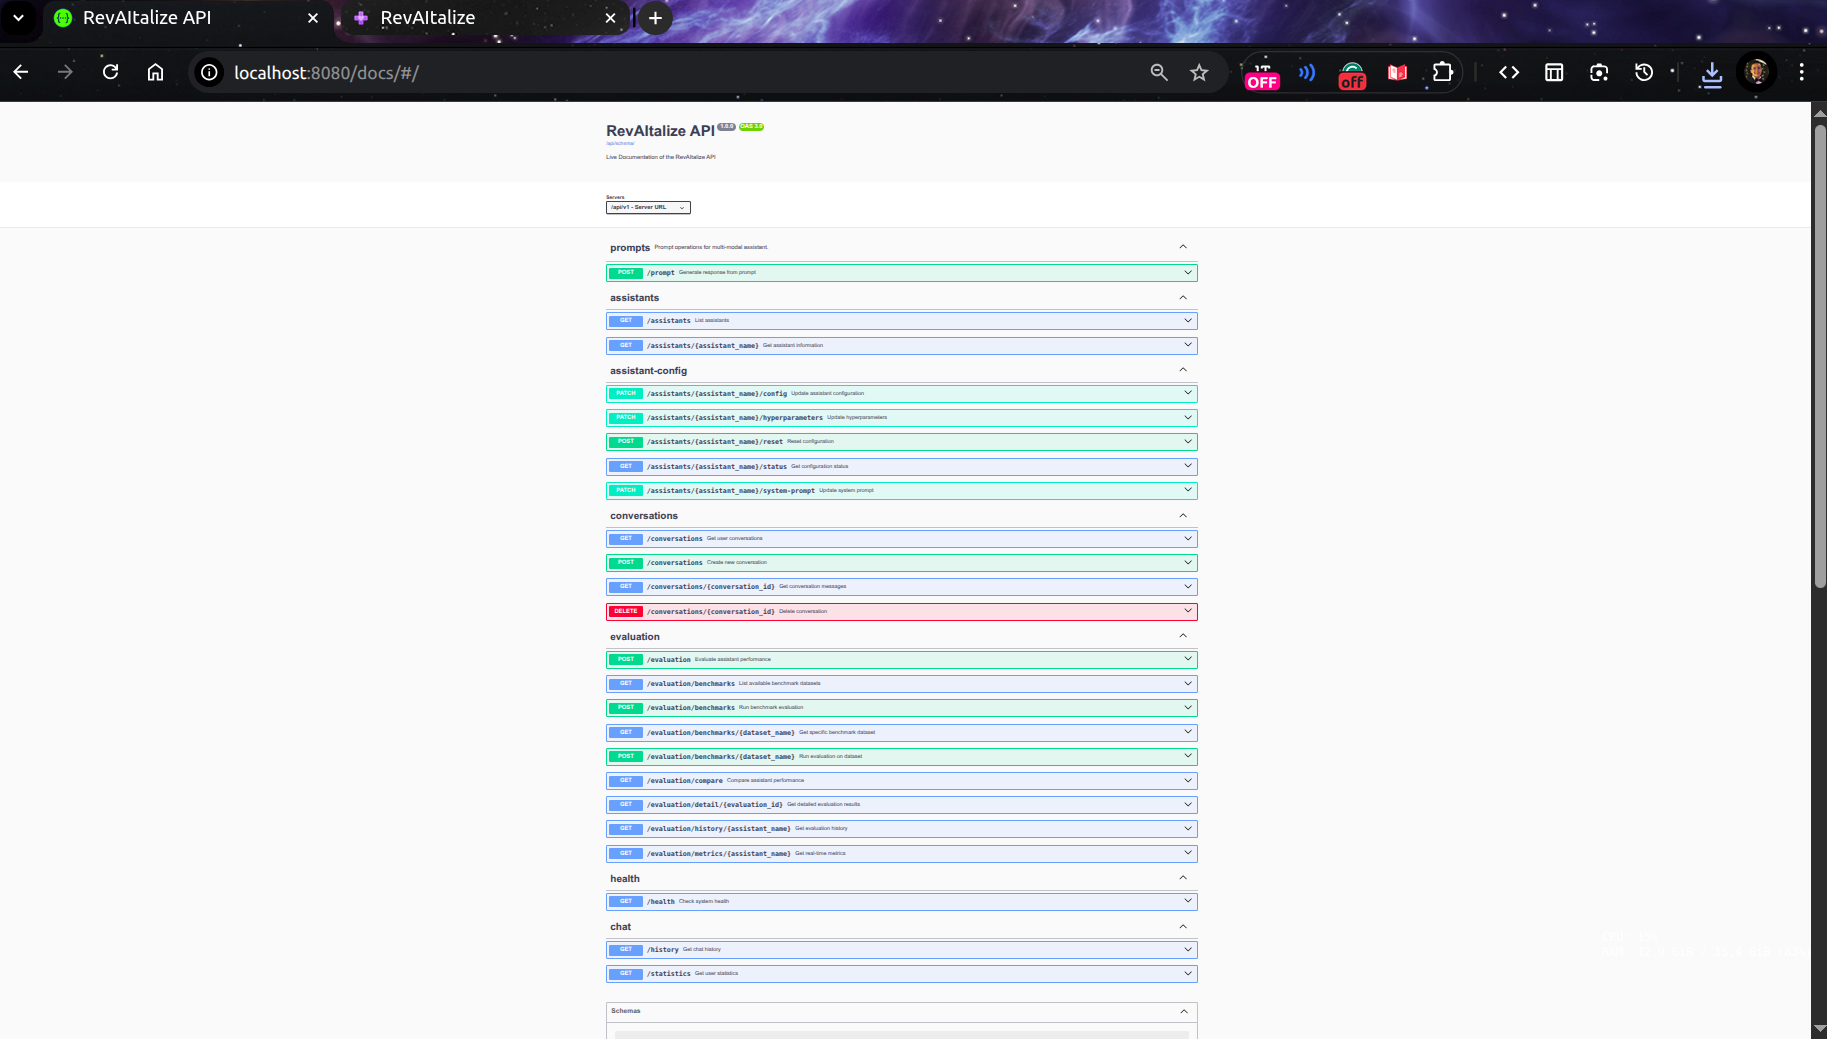 RevAItalize API
RevAItalize
localhost:8080/docs/#/
OFF
off
RevAItalize API 1.0.0 OAS 3.0
/api/schema/
Live Documentation of the RevAItalize API
Servers
/api/v1 - Server URL
prompts Prompt operations for multi-modal assistant.
POST /prompt Generate response from prompt
assistants
GET /assistants List assistants
GET /assistants/{assistant_name} Get assistant information
assistant-config
PATCH /assistants/{assistant_name}/config Update assistant configuration
PATCH /assistants/{assistant_name}/hyperparameters Update hyperparameters
POST /assistants/{assistant_name}/reset Reset configuration
GET /assistants/{assistant_name}/status Get configuration status
PATCH /assistants/{assistant_name}/system-prompt Update system prompt
conversations
GET /conversations Get user conversations
POST /conversations Create new conversation
GET /conversations/{conversation_id} Get conversation messages
DELETE /conversations/{conversation_id} Delete conversation
evaluation
POST /evaluation Evaluate assistant performance
GET /evaluation/benchmarks List available benchmark datasets
POST /evaluation/benchmarks Run benchmark evaluation
GET /evaluation/benchmarks/{dataset_name} Get specific benchmark dataset
POST /evaluation/benchmarks/{dataset_name} Run evaluation on dataset
GET /evaluation/compare Compare assistant performance
GET /evaluation/detail/{evaluation_id} Get detailed evaluation results
GET /evaluation/history/{assistant_name} Get evaluation history
GET /evaluation/metrics/{assistant_name} Get real-time metrics
health
GET /health Check system health
chat
GET /history Get chat history
GET /statistics Get user statistics
Schemas